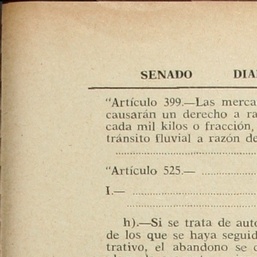 SENADO DIA
"Artículo 399.—Las merca
causarán un derecho a ra
cada mil kilos o fracción,
tránsito fluvial a razón de
"Artículo 525.—
I.—
h).—Si se trata de auto
de los que se haya seguid
trativo, el abandono se c